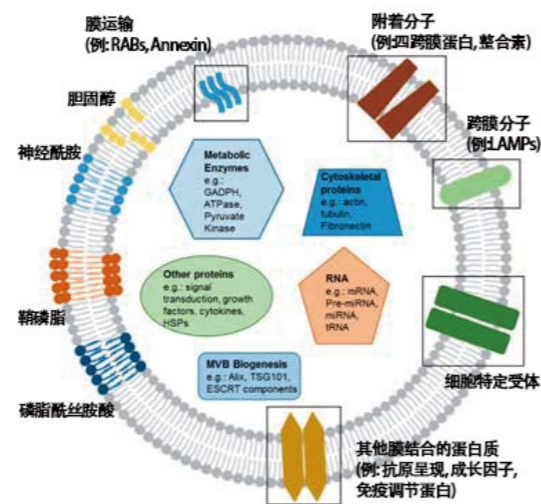 膜运输
(例: RABs, Annexin)
附着分子
(例:四跨膜蛋白, 整合素)
胆固醇
跨膜分子
(例:LAMPs)
神经酰胺
Metabolic
Enzymes
e.g.:
GADPH,
ATPase,
Pyruvate
Kinase
Cytoskeletal
proteins
e.g.: actin,
tubulin,
Fibronectin
Other proteins
e.g.: signal
transduction, growth
factors, cytokines,
HSPs
RNA
e.g.: mRNA,
Pre-miRNA,
miRNA,
tRNA
鞘磷脂
MVB Biogenesis
e.g.: Alix, TSG101,
ESCRT components
细胞特定受体
磷脂酰丝胺酸
其他膜结合的蛋白质
(例: 抗原呈现, 成长因子,
免疫调节蛋白)